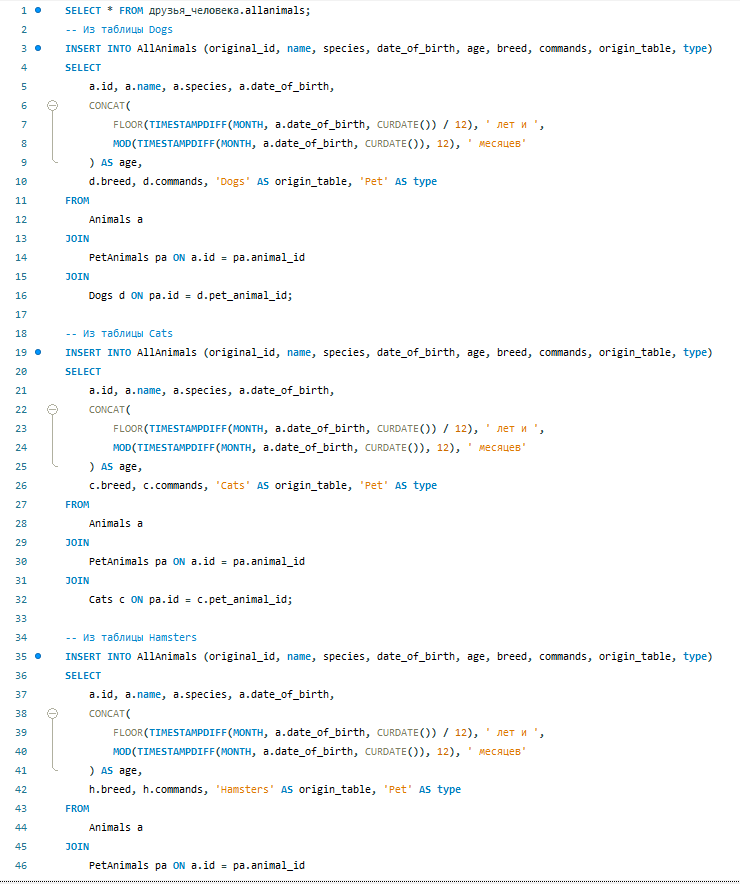 1 SELECT * FROM друзья_человека.allanimals;
2 -- Из таблицы Dogs
3 INSERT INTO AllAnimals (original_id, name, species, date_of_birth, age, breed, commands, origin_table, type)
4 SELECT
5 a.id, a.name, a.species, a.date_of_birth,
6 CONCAT(
7 FLOOR(TIMESTAMPDIFF(MONTH, a.date_of_birth, CURDATE()) / 12), ' лет и ',
8 MOD(TIMESTAMPDIFF(MONTH, a.date_of_birth, CURDATE()), 12), ' месяцев'
9 ) AS age,
10 d.breed, d.commands, 'Dogs' AS origin_table, 'Pet' AS type
11 FROM
12 Animals a
13 JOIN
14 PetAnimals pa ON a.id = pa.animal_id
15 JOIN
16 Dogs d ON pa.id = d.pet_animal_id;
17
18 -- Из таблицы Cats
19 INSERT INTO AllAnimals (original_id, name, species, date_of_birth, age, breed, commands, origin_table, type)
20 SELECT
21 a.id, a.name, a.species, a.date_of_birth,
22 CONCAT(
23 FLOOR(TIMESTAMPDIFF(MONTH, a.date_of_birth, CURDATE()) / 12), ' лет и ',
24 MOD(TIMESTAMPDIFF(MONTH, a.date_of_birth, CURDATE()), 12), ' месяцев'
25 ) AS age,
26 c.breed, c.commands, 'Cats' AS origin_table, 'Pet' AS type
27 FROM
28 Animals a
29 JOIN
30 PetAnimals pa ON a.id = pa.animal_id
31 JOIN
32 Cats c ON pa.id = c.pet_animal_id;
33
34 -- Из таблицы Hamsters
35 INSERT INTO AllAnimals (original_id, name, species, date_of_birth, age, breed, commands, origin_table, type)
36 SELECT
37 a.id, a.name, a.species, a.date_of_birth,
38 CONCAT(
39 FLOOR(TIMESTAMPDIFF(MONTH, a.date_of_birth, CURDATE()) / 12), ' лет и ',
40 MOD(TIMESTAMPDIFF(MONTH, a.date_of_birth, CURDATE()), 12), ' месяцев'
41 ) AS age,
42 h.breed, h.commands, 'Hamsters' AS origin_table, 'Pet' AS type
43 FROM
44 Animals a
45 JOIN
46 PetAnimals pa ON a.id = pa.animal_id